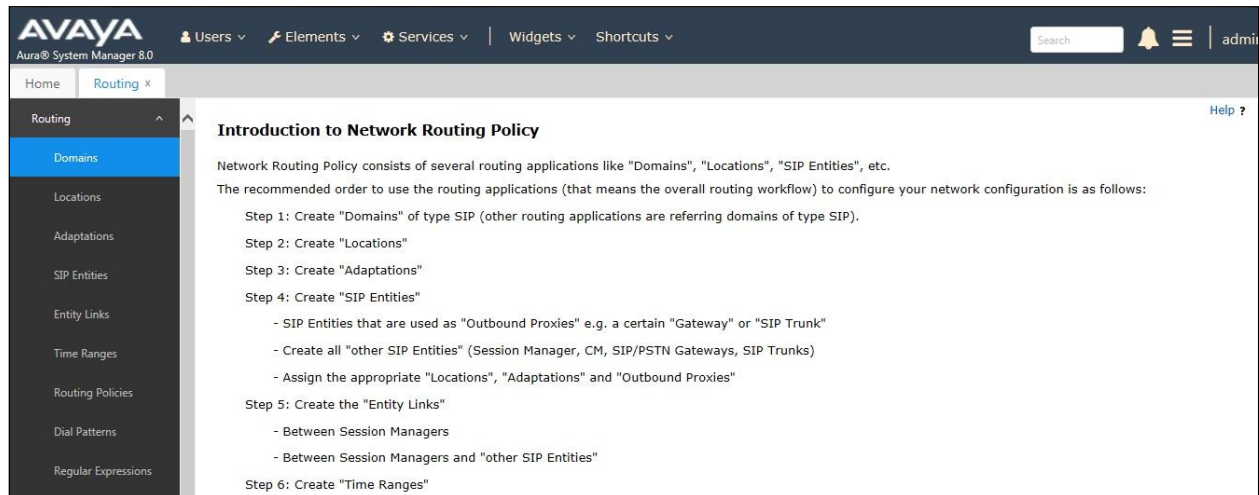 AVAYA
Aura® System Manager 8.0
Users Elements Services | Widgets Shortcuts
Search
admin
Home Routing x
Help ?
Routing
Domains
Locations
Adaptations
SIP Entities
Entity Links
Time Ranges
Routing Policies
Dial Patterns
Regular Expressions
Introduction to Network Routing Policy
Network Routing Policy consists of several routing applications like "Domains", "Locations", "SIP Entities", etc.
The recommended order to use the routing applications (that means the overall routing workflow) to configure your network configuration is as follows:
Step 1: Create "Domains" of type SIP (other routing applications are referring domains of type SIP).
Step 2: Create "Locations"
Step 3: Create "Adaptations"
Step 4: Create "SIP Entities"
- SIP Entities that are used as "Outbound Proxies" e.g. a certain "Gateway" or "SIP Trunk"
- Create all "other SIP Entities" (Session Manager, CM, SIP/PSTN Gateways, SIP Trunks)
- Assign the appropriate "Locations", "Adaptations" and "Outbound Proxies"
Step 5: Create the "Entity Links"
- Between Session Managers
- Between Session Managers and "other SIP Entities"
Step 6: Create "Time Ranges"